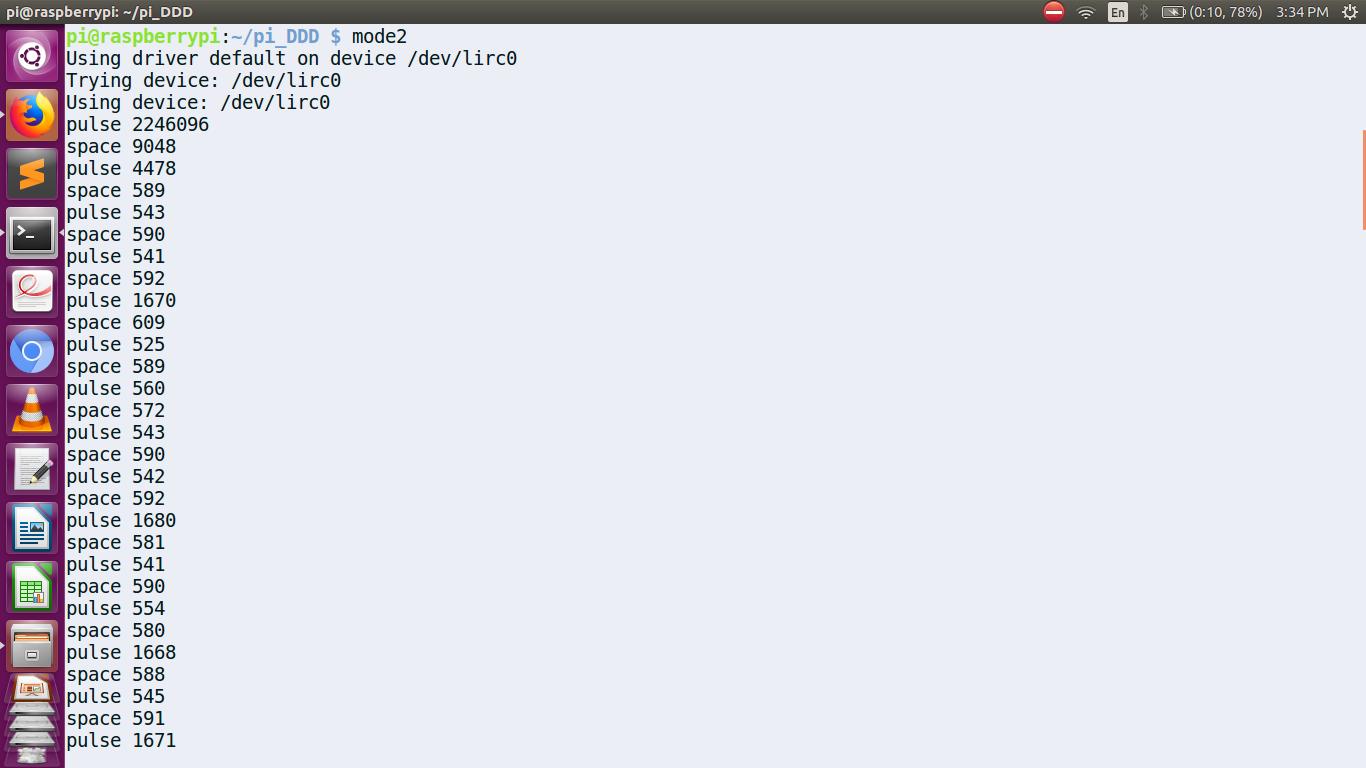 pi@raspberrypi: ~/pi_DDD
En
(0:10, 78%)
3:34 PM
pi@raspberrypi:~/pi_DDD $ mode2
Using driver default on device /dev/lirc0
Trying device: /dev/lirc0
Using device: /dev/lirc0
pulse 2246096
space 9048
pulse 4478
space 589
pulse 543
space 590
pulse 541
space 592
pulse 1670
space 609
pulse 525
space 589
pulse 560
space 572
pulse 543
space 590
pulse 542
space 592
pulse 1680
space 581
pulse 541
space 590
pulse 554
space 580
pulse 1668
space 588
pulse 545
space 591
pulse 1671